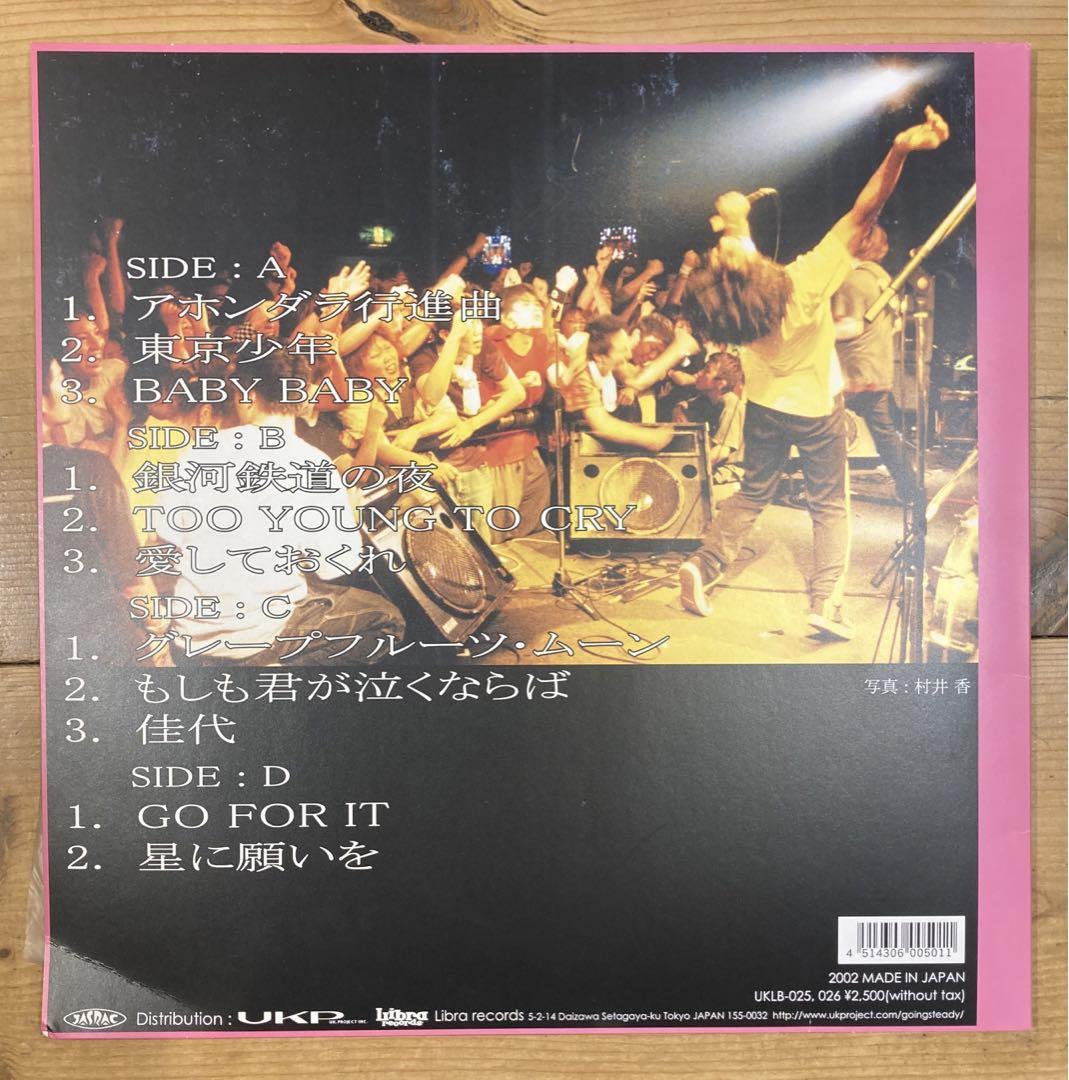 SIDE : A
1. アホンダラ行進曲
2. 東京少年
3. BABY BABY
SIDE : B
1. 銀河鉄道の夜
2. TOO YOUNG TO CRY
3. 愛しておくれ
SIDE : C
1. グレープフルーツ・ムーン
2. もしも君が泣くならば
写真 : 村井 香
3. 佳代
SIDE : D
1. GO FOR IT
2. 星に願いを
4 514306 005011
2002 MADE IN JAPAN
UKLB-025, 026 ¥2,500(without tax)
JASRAC Distribution : UKP UK.PROJECT INC. Libra records Libra records 5-2-14 Daizawa Setagaya-ku Tokyo JAPAN 155-0032 http://www.ukproject.com/goingsteady/